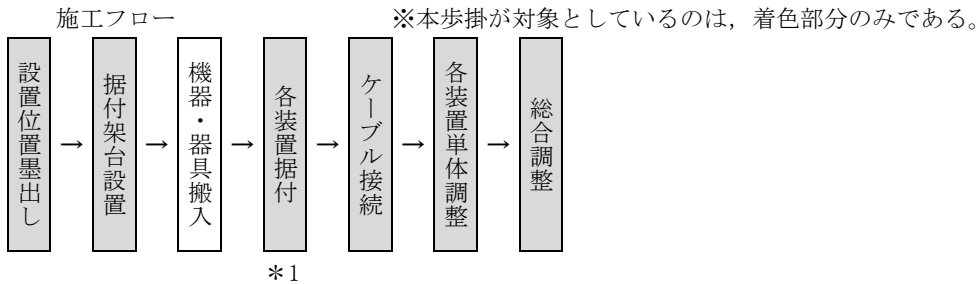 施工フロー
※本歩掛が対象としているのは，着色部分のみである。
設置位置墨出し
→
据付架台設置
→
機器・器具搬入
→
各装置据付
→
ケーブル接続
→
各装置単体調整
→
総合調整
＊1